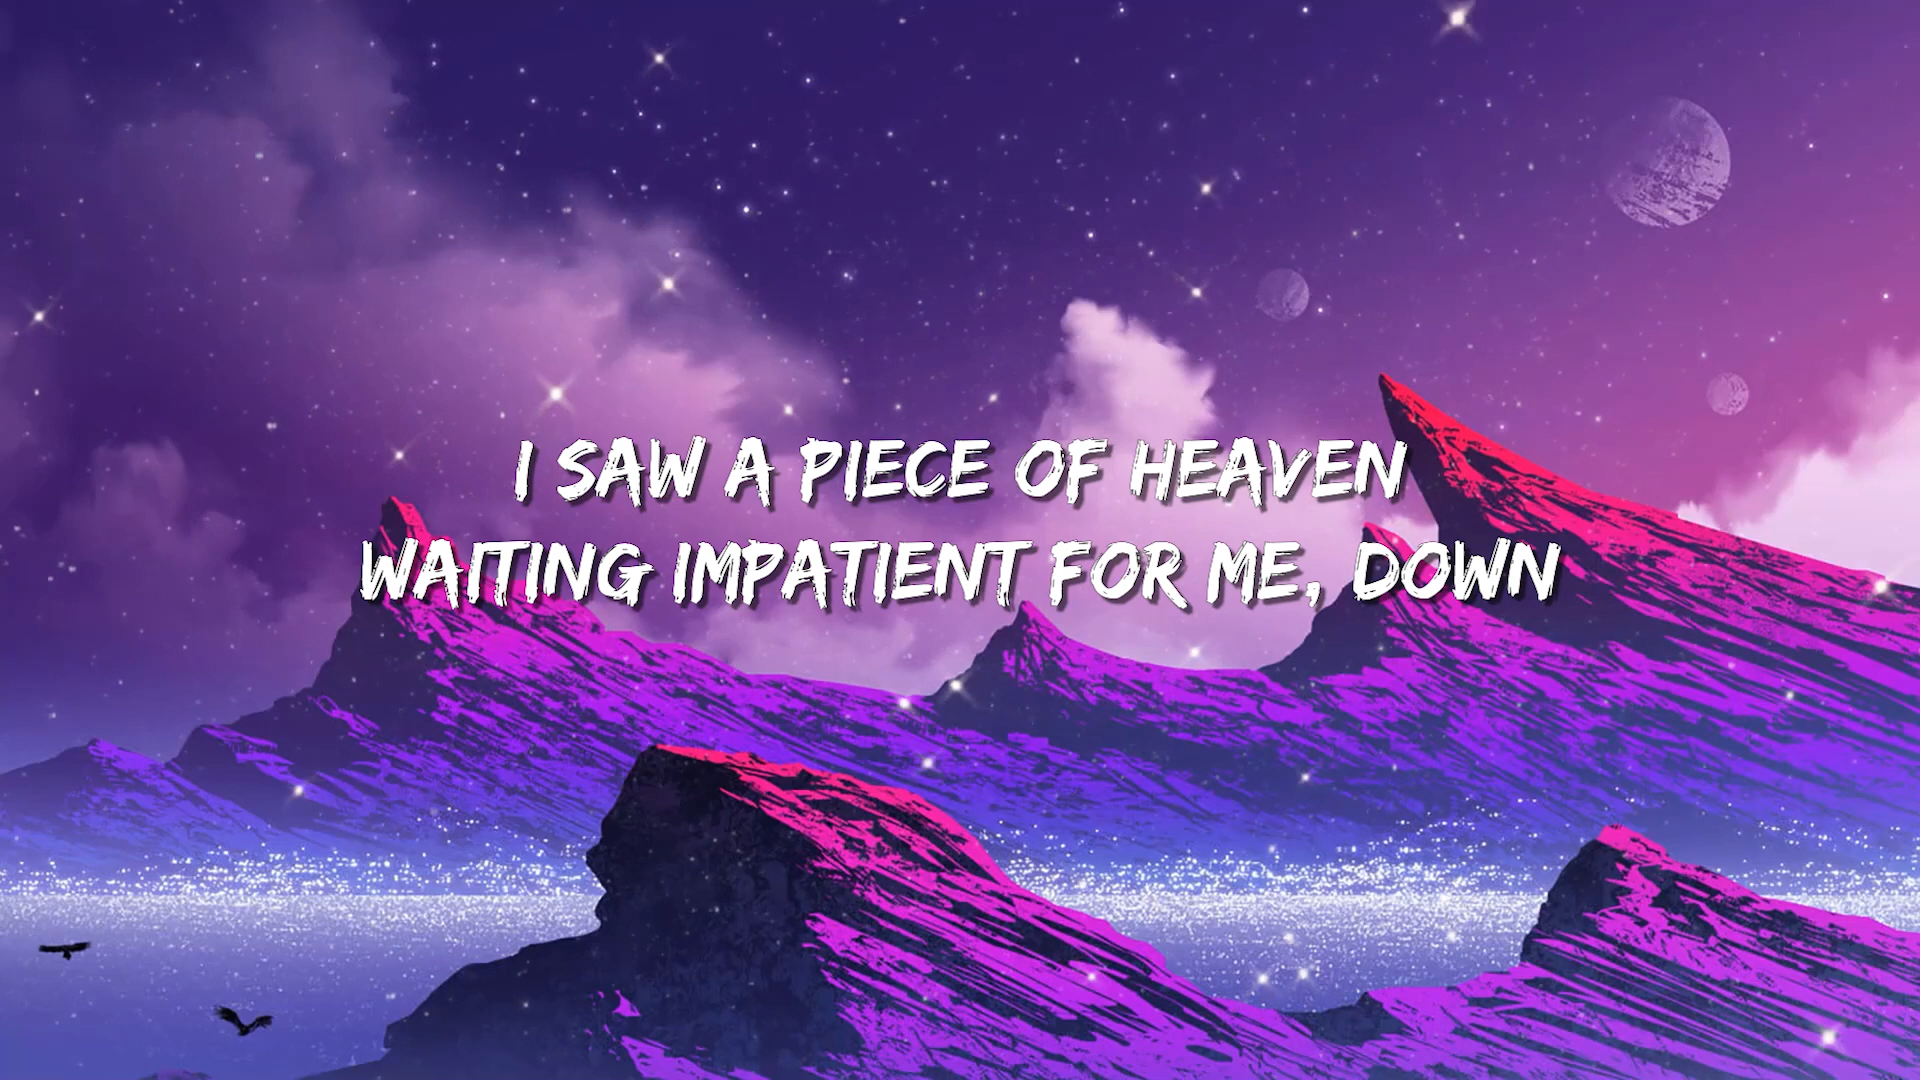 I SAW A PIECE OF HEAVEN
WAITING IMPATIENT FOR ME, DOWN